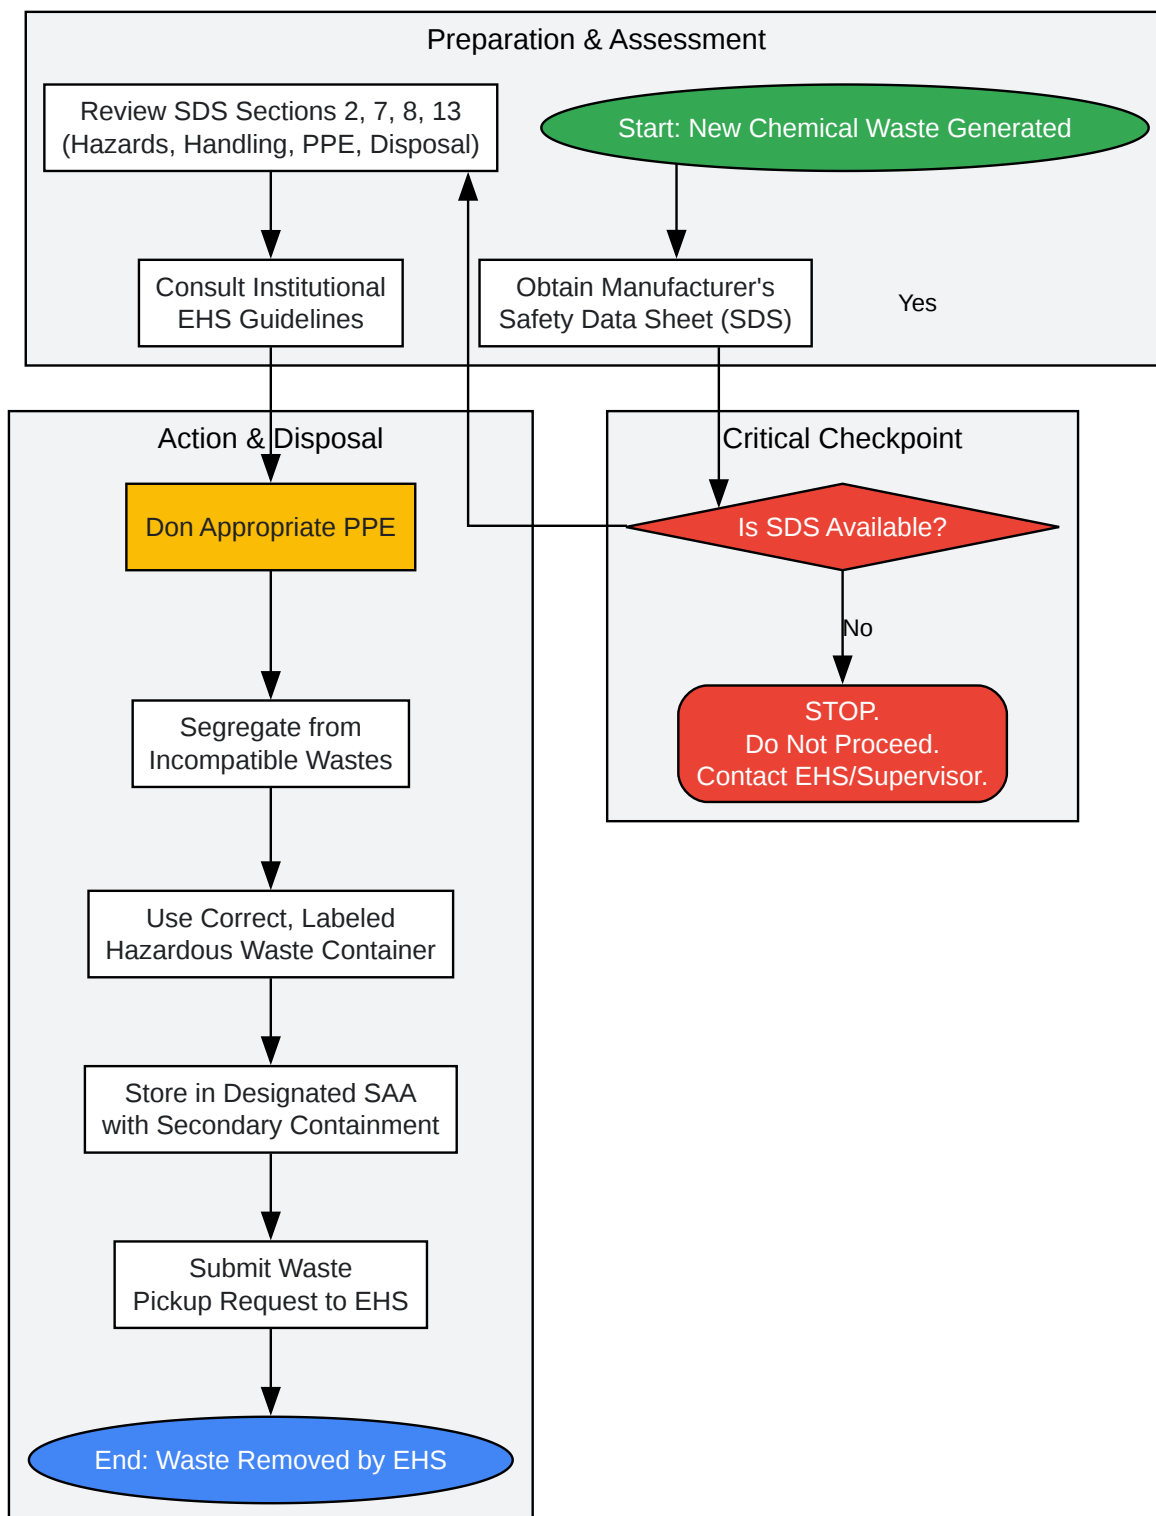 Preparation & Assessment
Review SDS Sections 2, 7, 8, 13
(Hazards, Handling, PPE, Disposal)
Start: New Chemical Waste Generated
Consult Institutional
EHS Guidelines
Obtain Manufacturer's
Safety Data Sheet (SDS)
Yes
Action & Disposal
Critical Checkpoint
Don Appropriate PPE
Is SDS Available?
No
STOP.
Do Not Proceed.
Contact EHS/Supervisor.
Segregate from
Incompatible Wastes
Use Correct, Labeled
Hazardous Waste Container
Store in Designated SAA
with Secondary Containment
Submit Waste
Pickup Request to EHS
End: Waste Removed by EHS